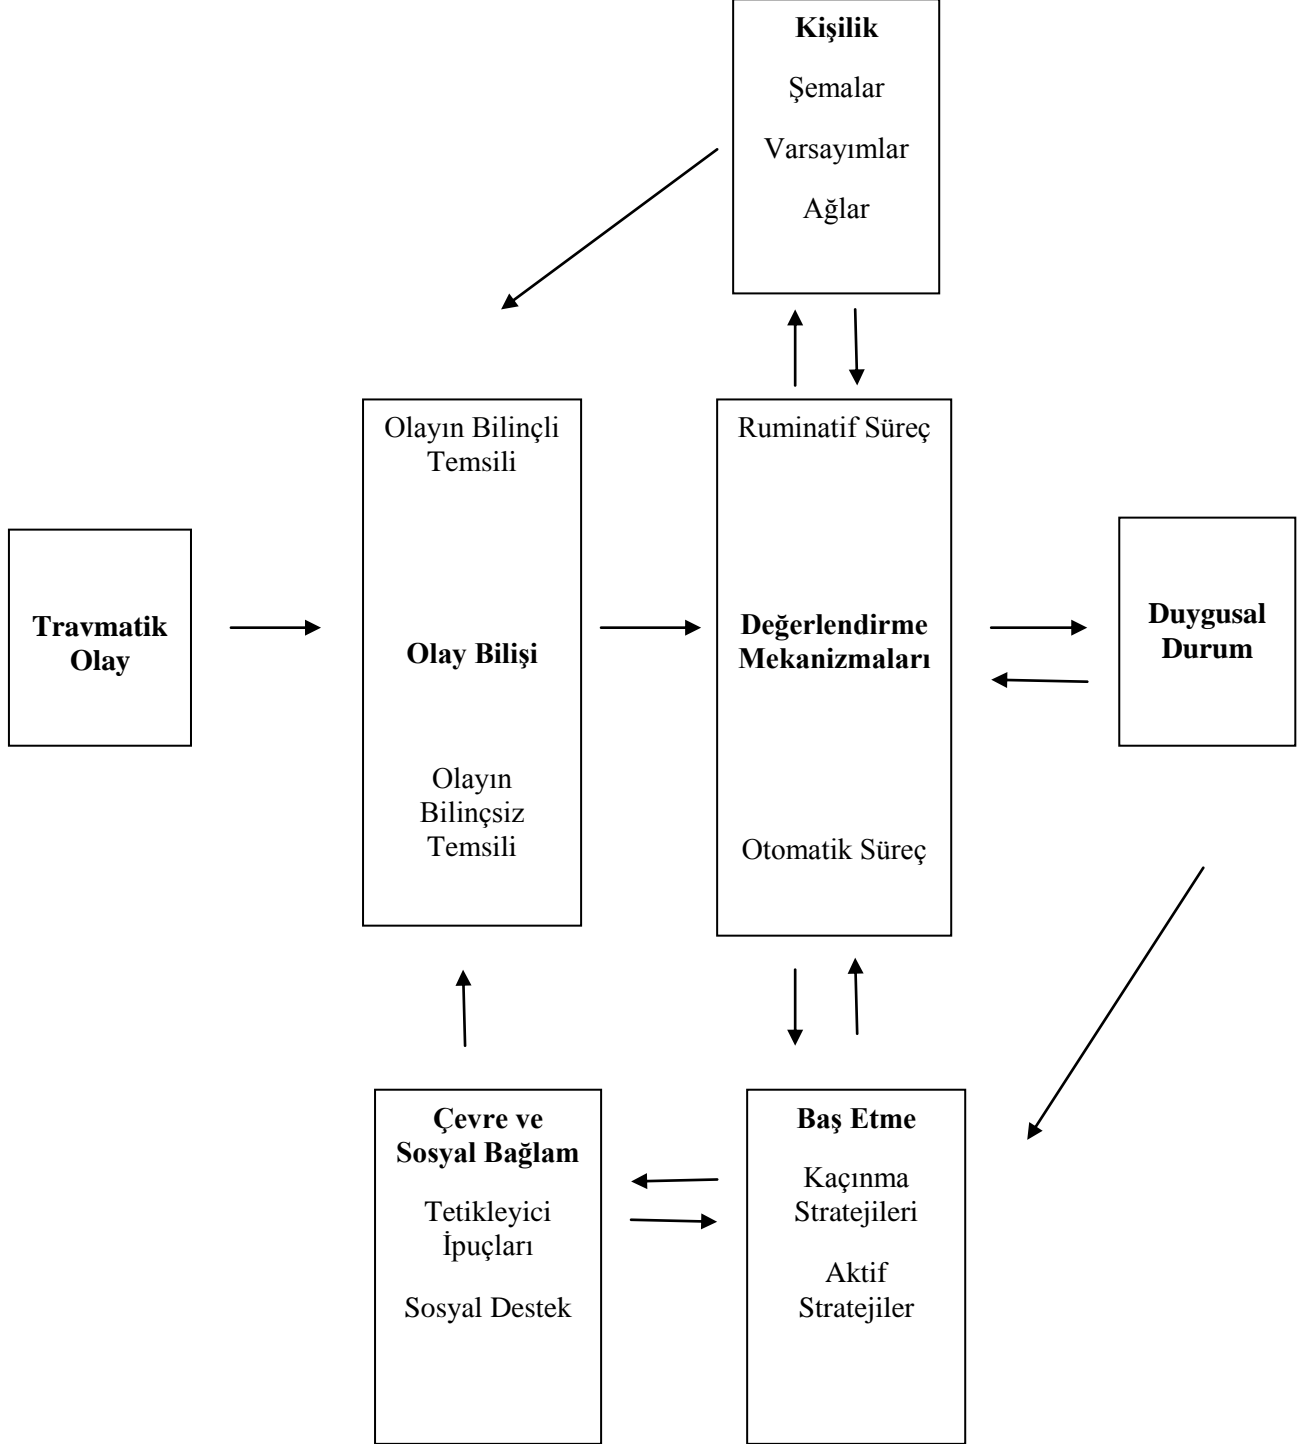 Kişilik
Şemalar
Varsayımlar
Ağlar
Olayın Bilinçli
Temsili
Olay Bilişi
Olayın
Bilinçsiz
Temsili
Ruminatif Süreç
Değerlendirme
Mekanizmaları
Otomatik Süreç
Travmatik
Olay
Duygusal
Durum
Çevre ve
Sosyal Bağlam
Tetikleyici
İpuçları
Sosyal Destek
Baş Etme
Kaçınma
Stratejileri
Aktif
Stratejiler